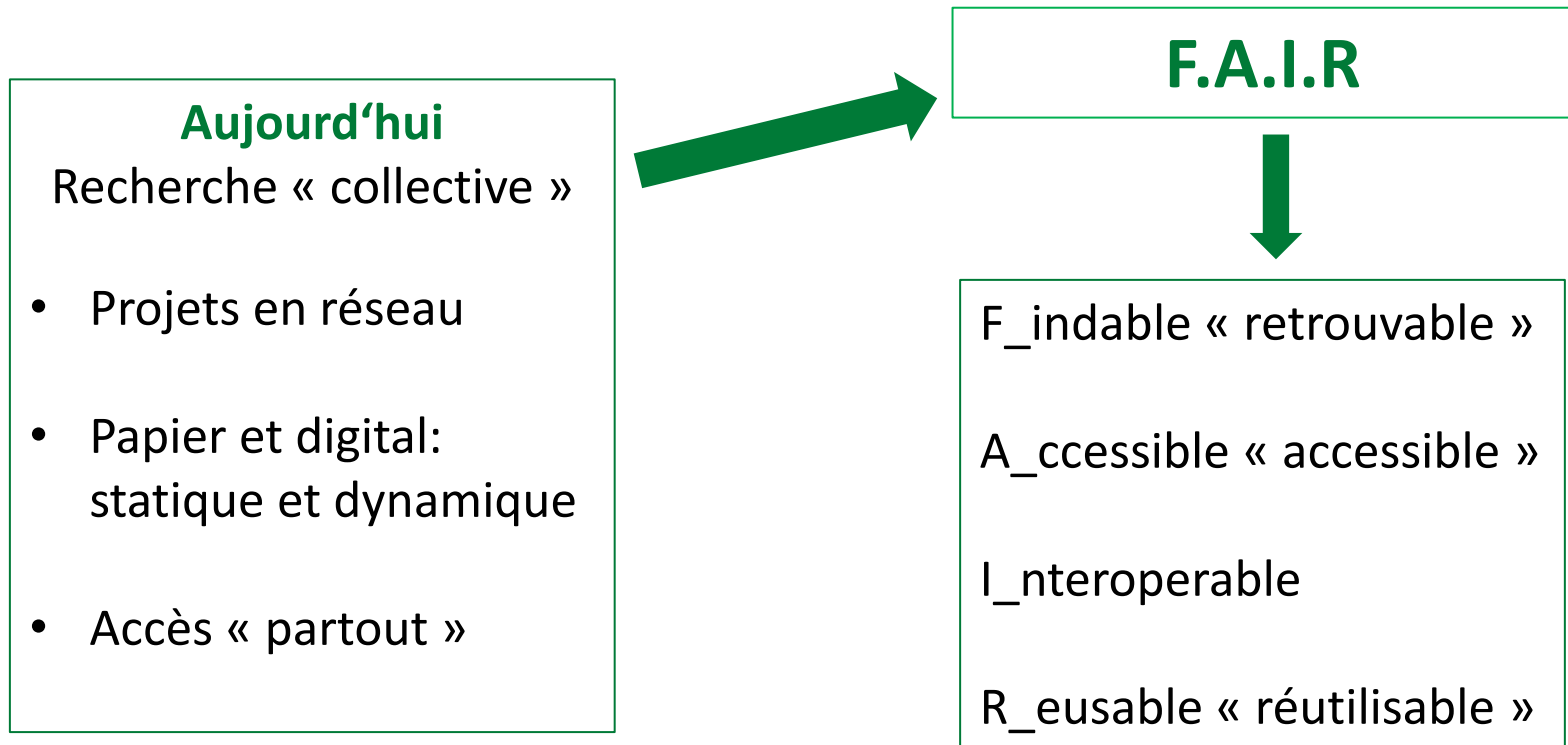 Aujourd‘hui
Recherche « collective »
• Projets en réseau
• Papier et digital:
statique et dynamique
• Accès « partout »
F.A.I.R
F_indable « retrouvable »
A_ccessible « accessible »
I_nteroperable
R_eusable « réutilisable »